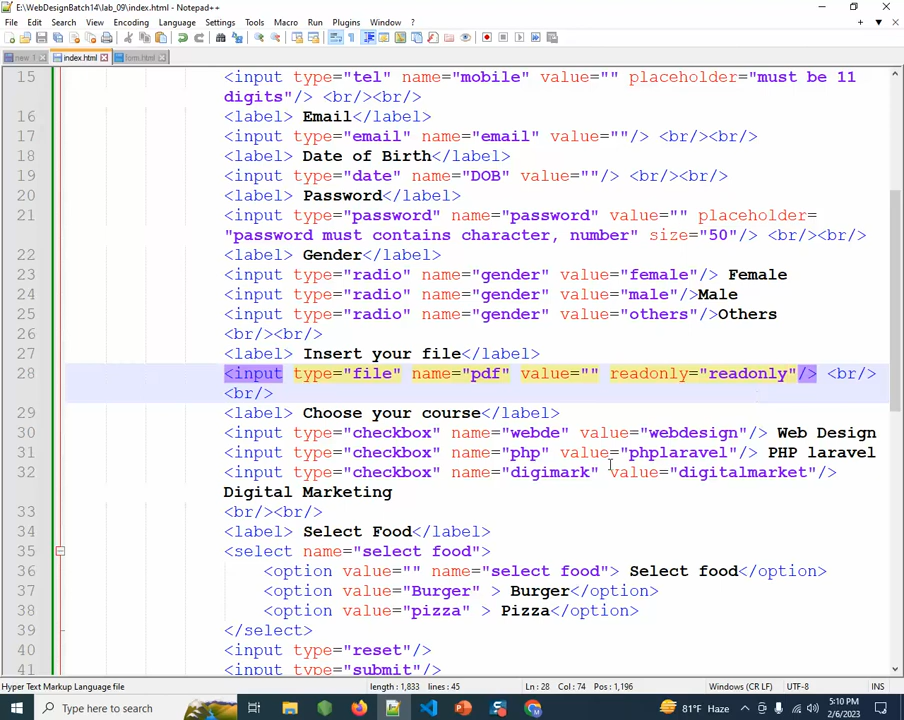 E:\WebDesignBatch14\lab_09\index.html - Notepad++
File Edit Search View Encoding Language Settings Tools Macro Run Plugins Window ?
new 1 index.html form.html
15 <input type="tel" name="mobile" value="" placeholder="must be 11
digits"/> <br/><br/>
16 <label> Email</label>
17 <input type="email" name="email" value=""/> <br/><br/>
18 <label> Date of Birth</label>
19 <input type="date" name="DOB" value=""/> <br/><br/>
20 <label> Password</label>
21 <input type="password" name="password" value="" placeholder=
"password must contains character, number" size="50"/> <br/><br/>
22 <label> Gender</label>
23 <input type="radio" name="gender" value="female"/> Female
24 <input type="radio" name="gender" value="male"/>Male
25 <input type="radio" name="gender" value="others"/>Others
26 <br/><br/>
27 <label> Insert your file</label>
28 <input type="file" name="pdf" value="" readonly="readonly"/> <br/>
<br/>
29 <label> Choose your course</label>
30 <input type="checkbox" name="webde" value="webdesign"/> Web Design
31 <input type="checkbox" name="php" value="phplaravel"/> PHP laravel
32 <input type="checkbox" name="digimark" value="digitalmarket"/>
Digital Marketing
33 <br/><br/>
34 <label> Select Food</label>
35 <select name="select food">
36 <option value="" name="select food"> Select food</option>
37 <option value="Burger" > Burger</option>
38 <option value="pizza" > Pizza</option>
39 </select>
40 <input type="reset"/>
41 <input type="submit"/>
Hyper Text Markup Language file length : 1,833 lines : 45 Ln : 28 Col : 74 Pos : 1,196 Windows (CR LF) UTF-8 INS
Type here to search 81°F Haze 5:10 PM
2/6/2023